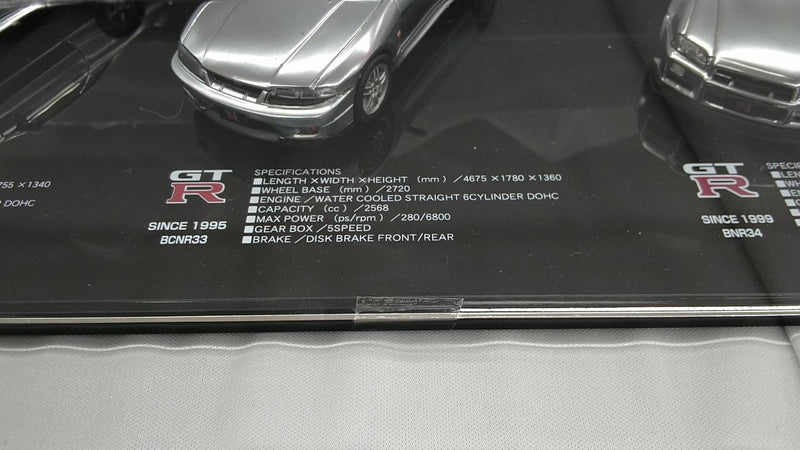 755 ×1340
DOHC
GT
R
SINCE 1995
BCNR33
SPECIFICATIONS
■LENGTH ×WIDTH ×HEIGHT (mm) ／4675 ×1780 ×1360
■WHEEL BASE (mm) ／2720
■ENGINE ／WATER COOLED STRAIGHT 6CYLINDER DOHC
■CAPACITY (cc) ／2568
■MAX POWER (ps/rpm) ／280/6800
■GEAR BOX ／5SPEED
■BRAKE ／DISK BRAKE FRONT/REAR
GT
R
SINCE 1999
BNR34